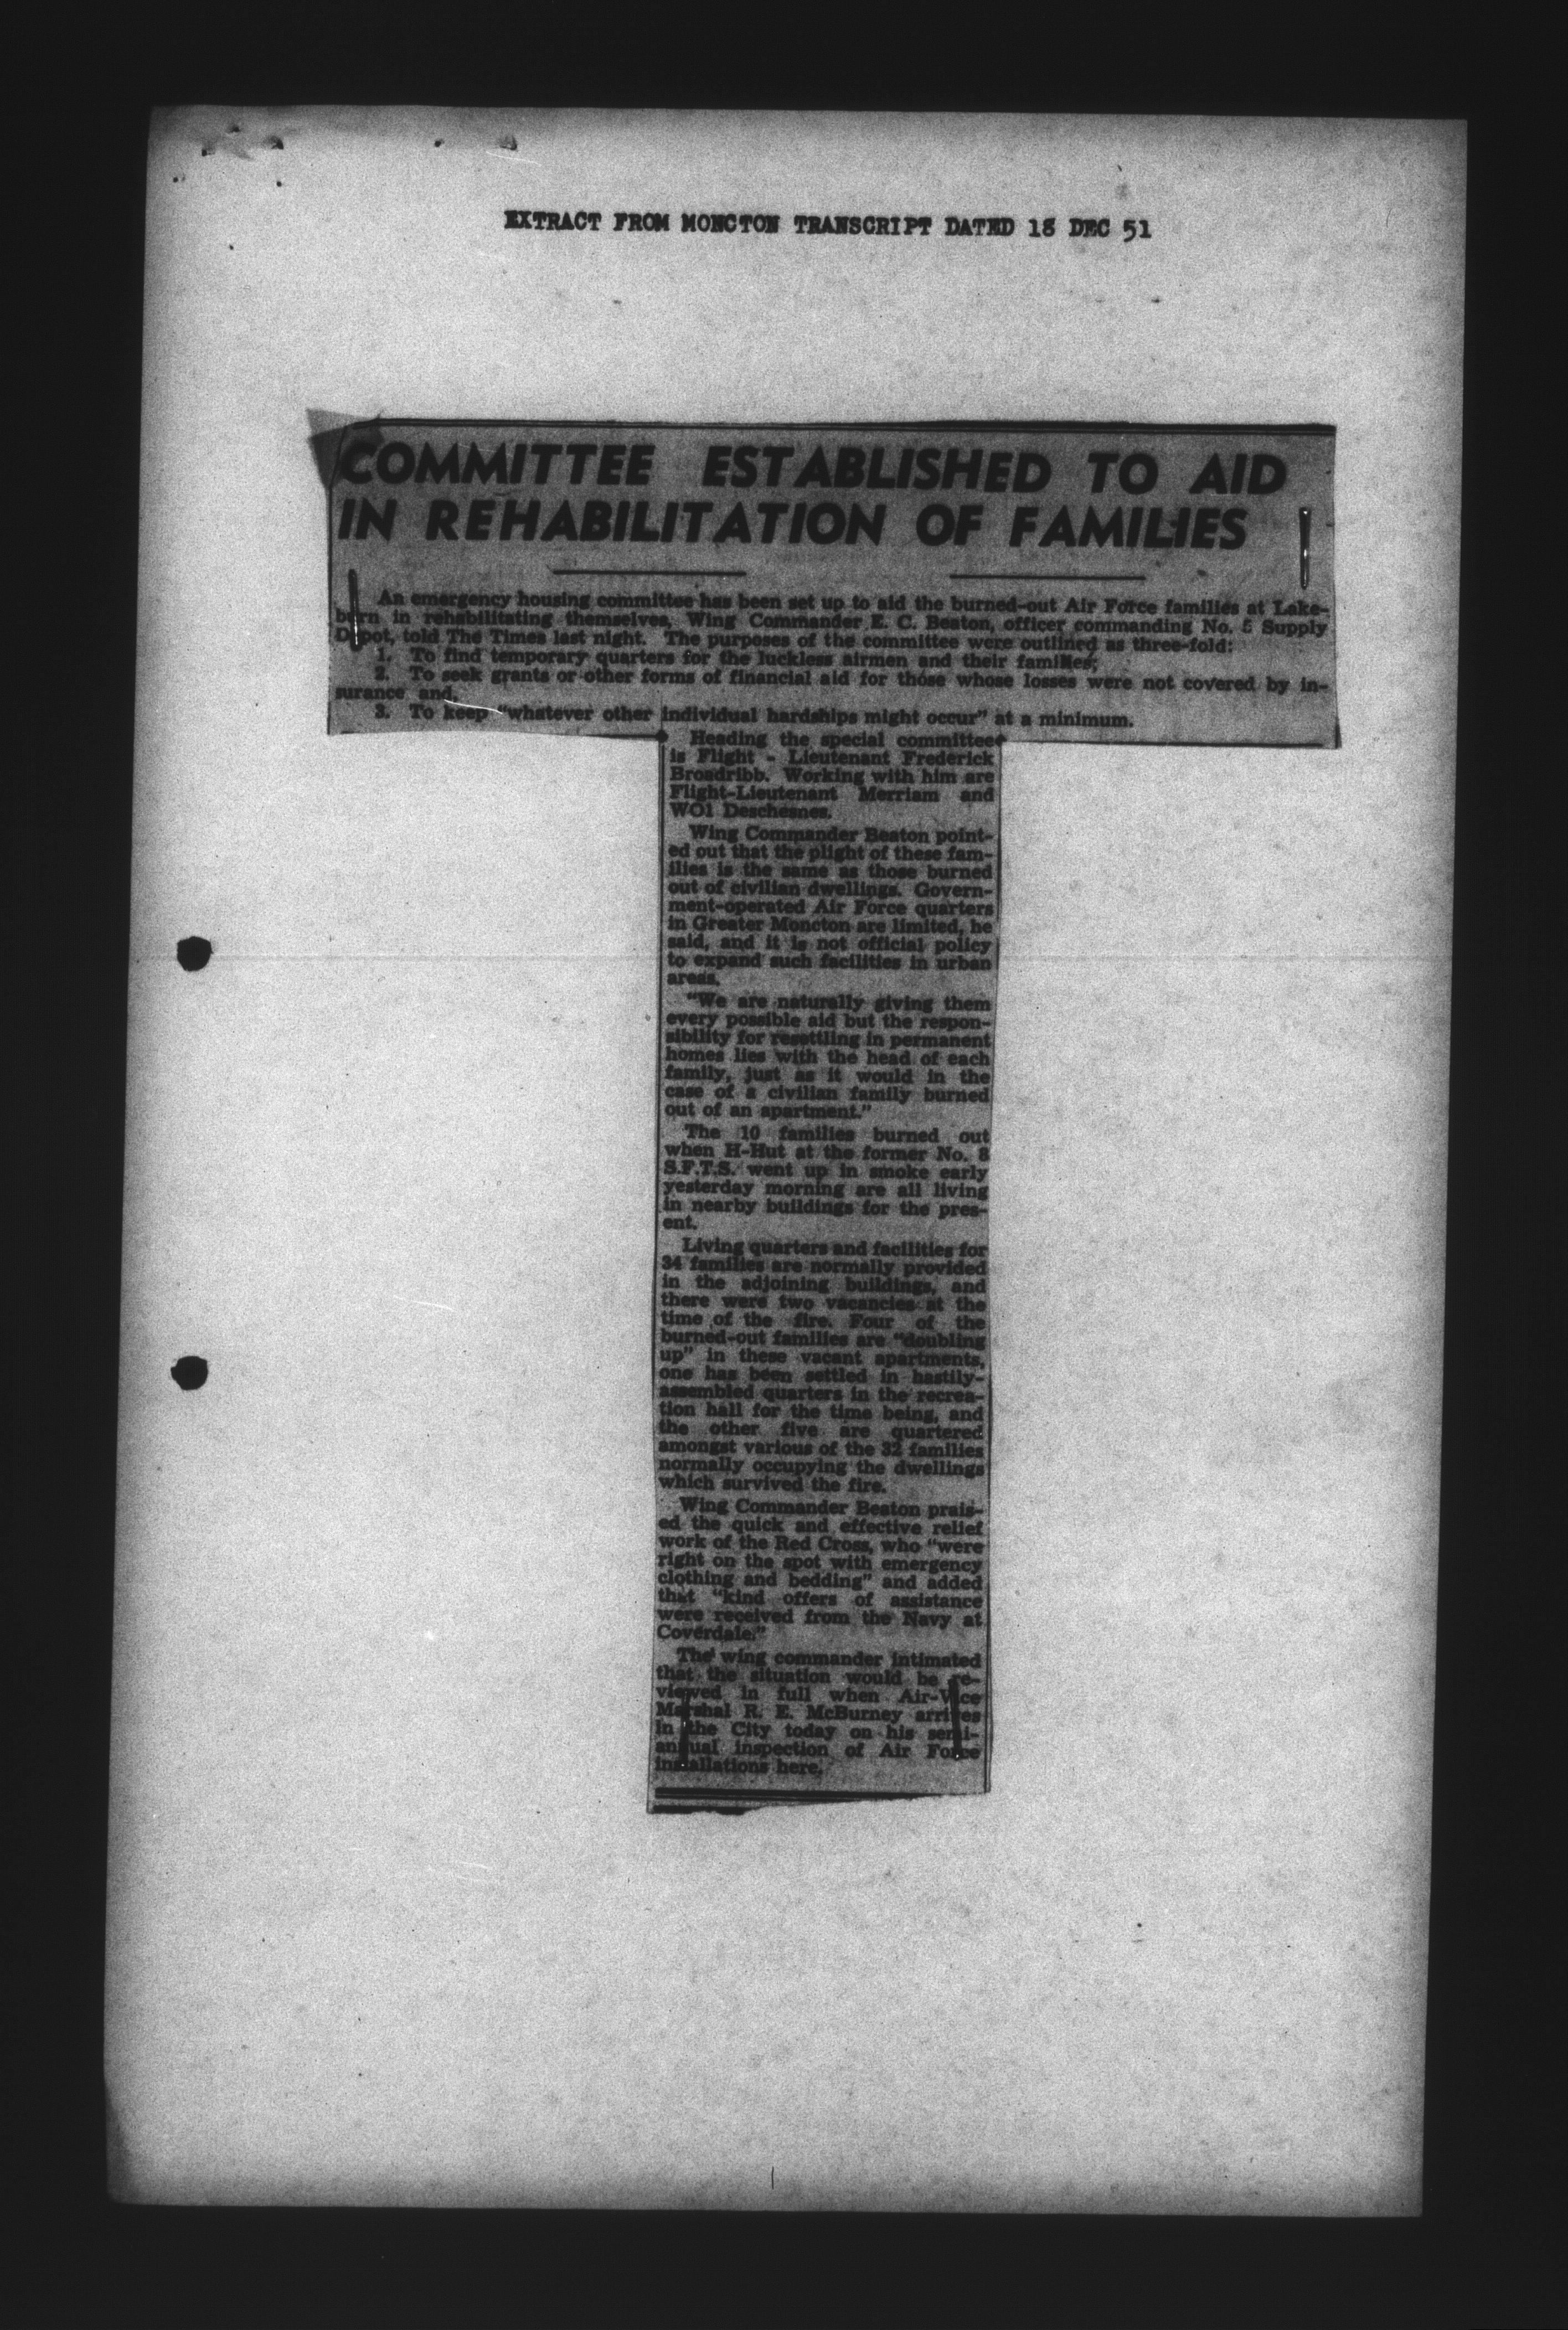 EXTRACT FROM MONCTON TRANSCRIPT DATED 18 DEC 51
COMMITTEE ESTABLISHED TO AID
IN REHABILITATION OF FAMILIES
An emergency housing committee has been set up to aid the burned-out Air Force families at Lake-
burn in rehabilitating themselves, Wing Commander E. C. Beaton, officer commanding No. 5 Supply
Depot, told The Times last night. The purposes of the committee were outlined as three-fold:
1. To find temporary quarters for the luckless airmen and their families;
2. To seek grants or other forms of financial aid for those whose losses were not covered by in-
surance and,
3. To keep "whatever other individual hardships might occur" at a minimum.
Heading the special committee
is Flight - Lieutenant Frederick
Broadribb. Working with him are
Flight-Lieutenant Merriam and
WO1 Deschesnes.
Wing Commander Beaton point-
ed out that the plight of these fam-
ilies is the same as those burned
out of civilian dwellings. Govern-
ment-operated Air Force quarters
in Greater Moncton are limited, he
said, and it is not official policy
to expand such facilities in urban
areas.
"We are naturally giving them
every possible aid but the respon-
sibility for resettling in permanent
homes lies with the head of each
family, just as it would in the
case of a civilian family burned
out of an apartment."
The 10 families burned out
when H-Hut at the former No. 8
S.F.T.S. went up in smoke early
yesterday morning are all living
in nearby buildings for the pres-
ent.
Living quarters and facilities for
34 families are normally provided
in the adjoining buildings, and
there were two vacancies at the
time of the fire. Four of the
burned-out families are "doubling
up" in these vacant apartments,
one has been settled in hastily-
assembled quarters in the recrea-
tion hall for the time being, and
the other five are quartered
amongst various of the 32 families
normally occupying the dwellings
which survived the fire.
Wing Commander Beaton prais-
ed the quick and effective relief
work of the Red Cross, who "were
right on the spot with emergency
clothing and bedding" and added
that "kind offers of assistance
were received from the Navy at
Coverdale."
The wing commander intimated
that the situation would be re-
viewed in full when Air-Vice
Marshal R. E. McBurney arrives
in the City today on his semi-
annual inspection of Air Force
installations here.